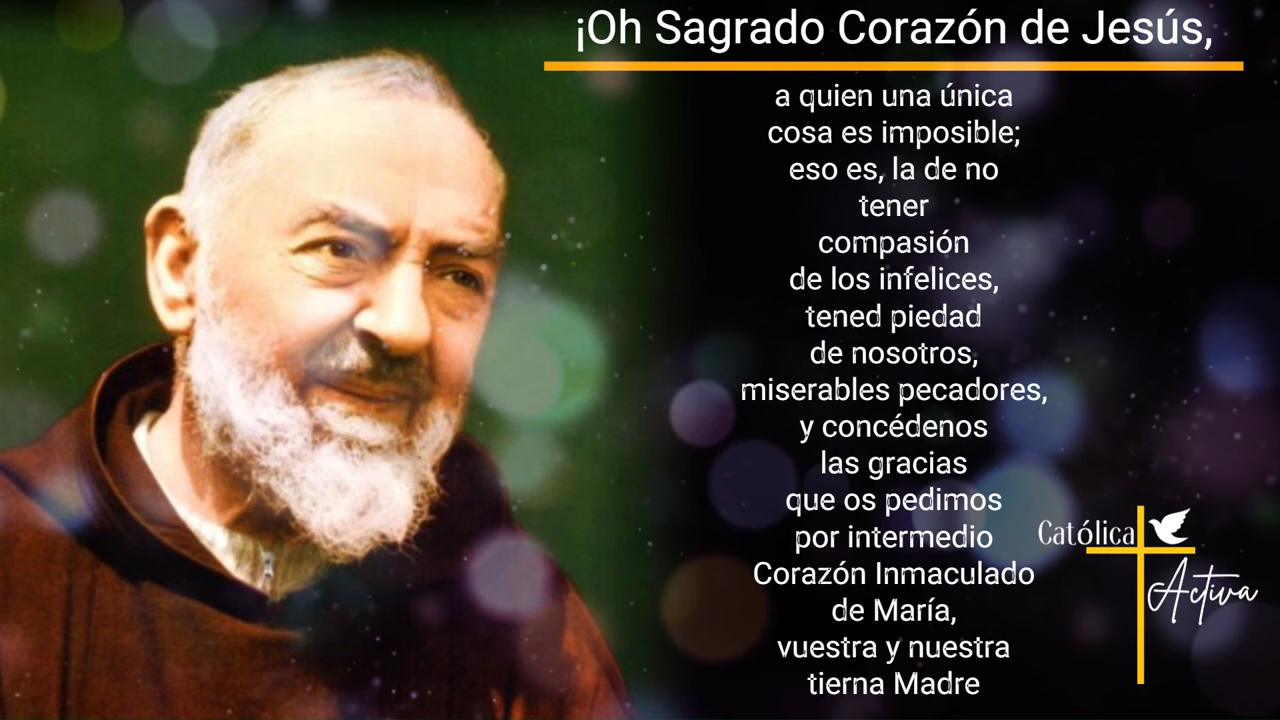 ¡Oh Sagrado Corazón de Jesús,
a quien una única
cosa es imposible;
eso es, la de no
tener
compasión
de los infelices,
tened piedad
de nosotros,
miserables pecadores,
y concédenos
las gracias
que os pedimos
por intermedio
Corazón Inmaculado
de María,
vuestra y nuestra
tierna Madre
Católica
Activa